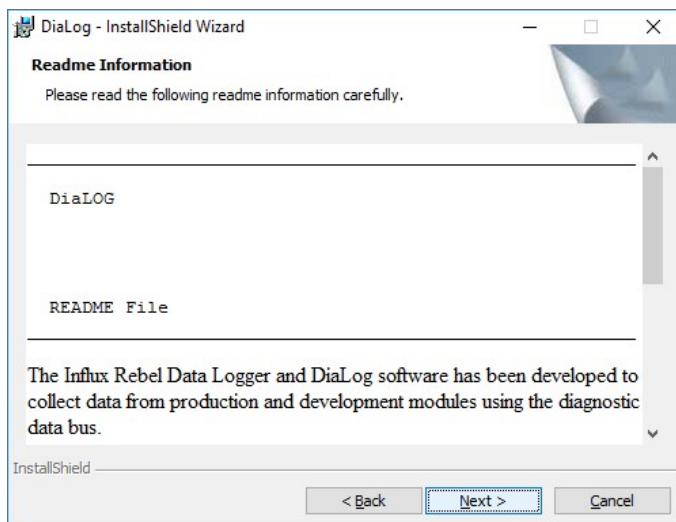 DiaLog - InstallShield Wizard
Readme Information
Please read the following readme information carefully.
DiaLOG
README File
The Influx Rebel Data Logger and DiaLog software has been developed to
collect data from production and development modules using the diagnostic
data bus.
InstallShield
< Back
Next >
Cancel